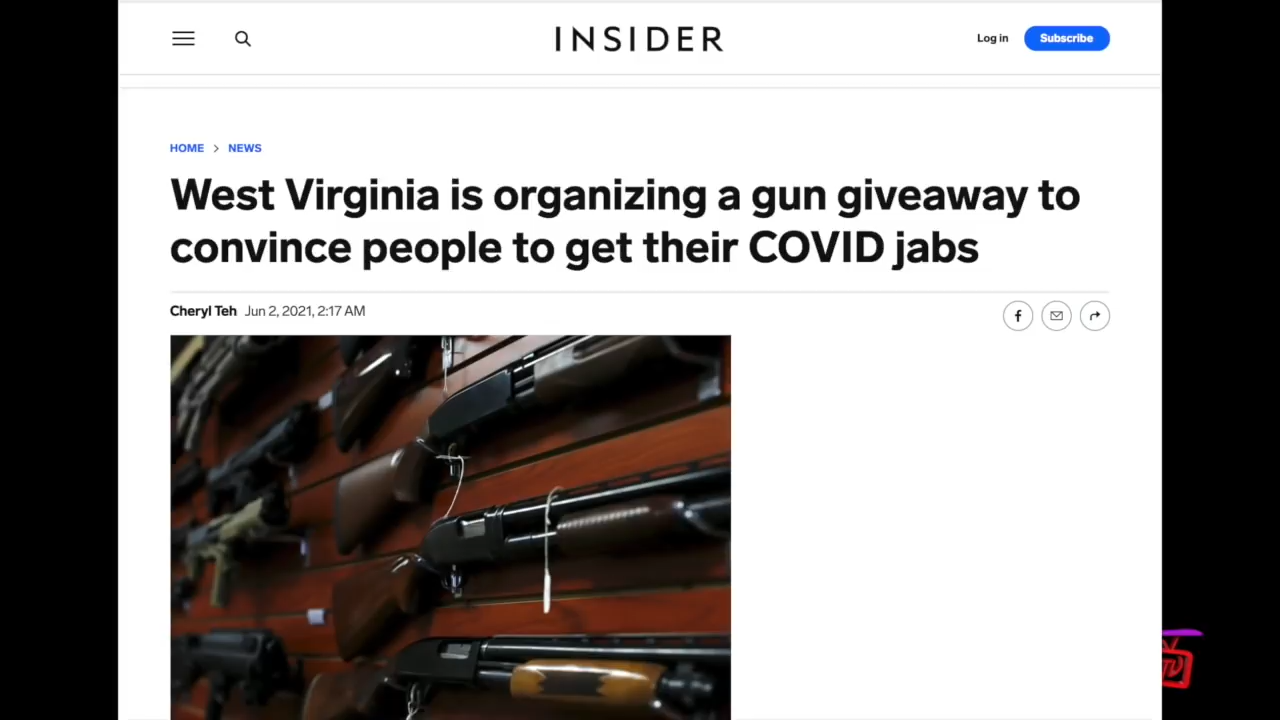 INSIDER
Log in
Subscribe
HOME > NEWS
West Virginia is organizing a gun giveaway to
convince people to get their COVID jabs
Cheryl Teh Jun 2, 2021, 2:17 AM
TV